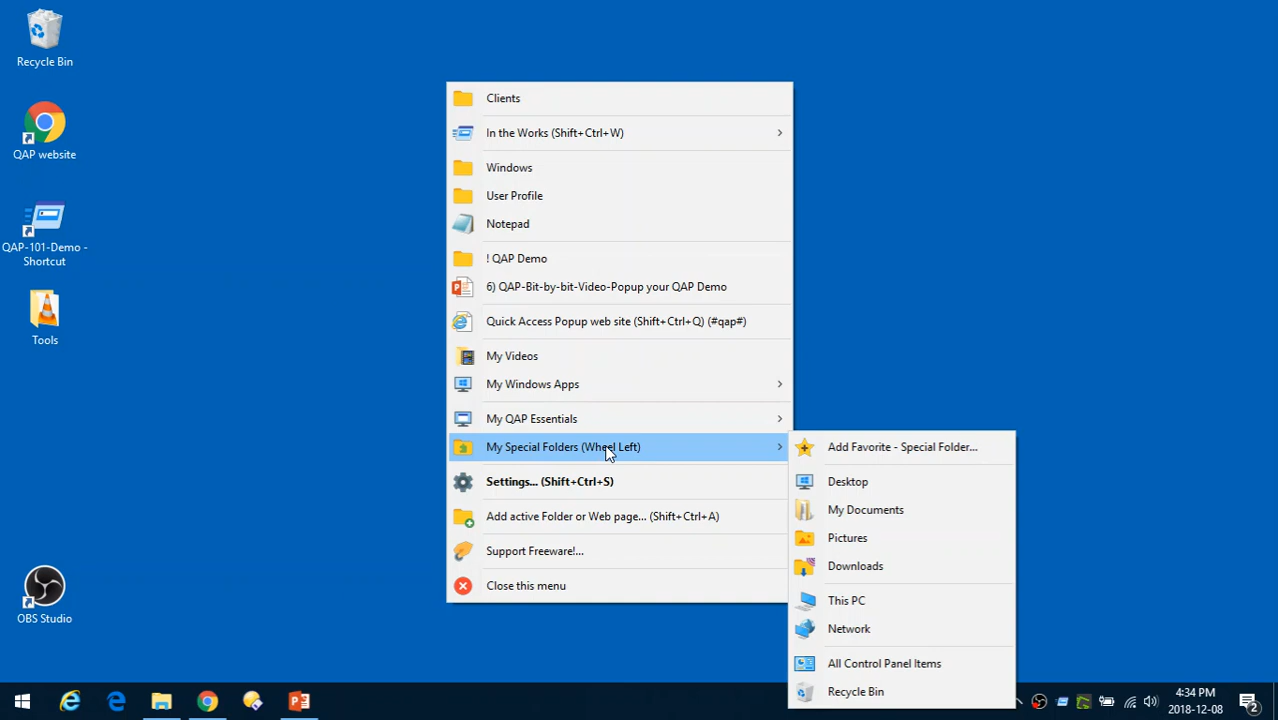 Recycle Bin
QAP website
QAP-101-Demo -
Shortcut
Tools
OBS Studio
Clients
In the Works (Shift+Ctrl+W)
Windows
User Profile
Notepad
! QAP Demo
6) QAP-Bit-by-bit-Video-Popup your QAP Demo
Quick Access Popup web site (Shift+Ctrl+Q) (#qap#)
My Videos
My Windows Apps
My QAP Essentials
My Special Folders (Wheel Left)
Settings... (Shift+Ctrl+S)
Add active Folder or Web page... (Shift+Ctrl+A)
Support Freeware!...
Close this menu
Add Favorite - Special Folder...
Desktop
My Documents
Pictures
Downloads
This PC
Network
All Control Panel Items
Recycle Bin
4:34 PM
2018-12-08
2